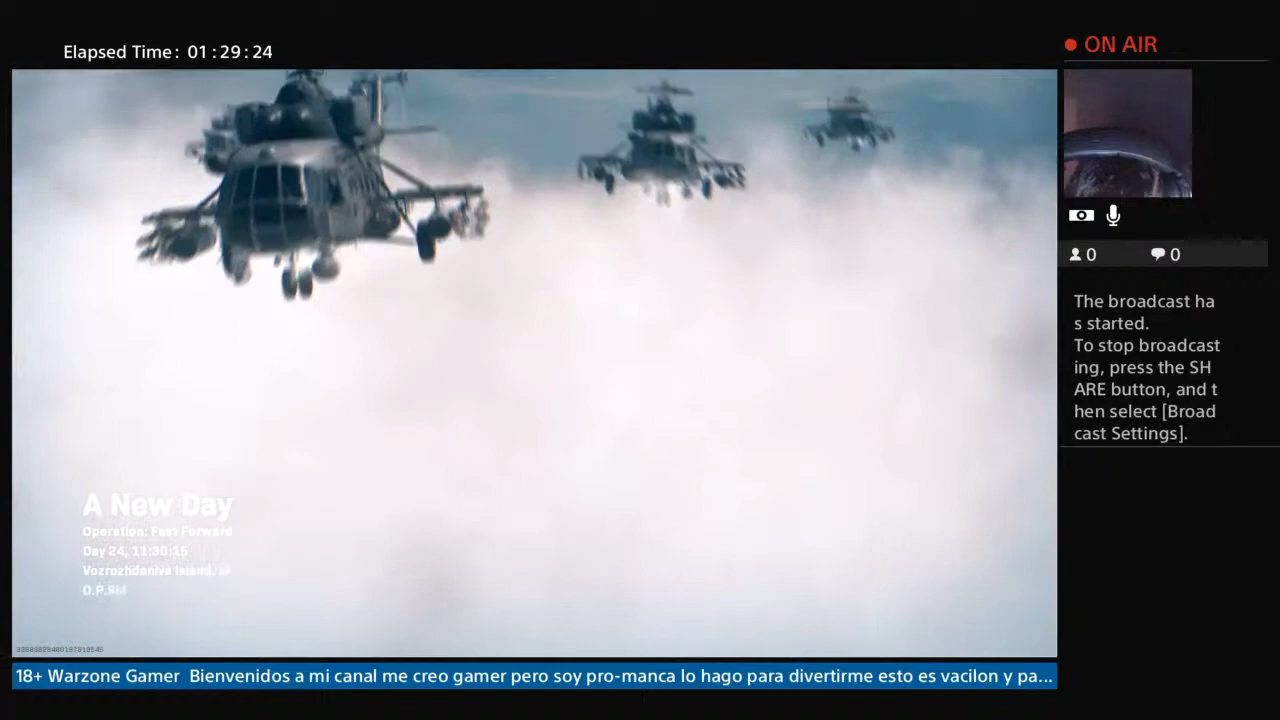 Elapsed Time: 01:29:24
ON AIR
0 0
The broadcast ha
s started.
To stop broadcast
ing, press the SH
ARE button, and t
hen select [Broad
cast Settings].
A New Day
Operation: Fast Forward
Day 24, 11:30:15
Vozrozhdeniya Island,
O.P.
18+ Warzone Gamer Bienvenidos a mi canal me creo gamer pero soy pro-manca lo hago para divertirme esto es vacilon y pa...